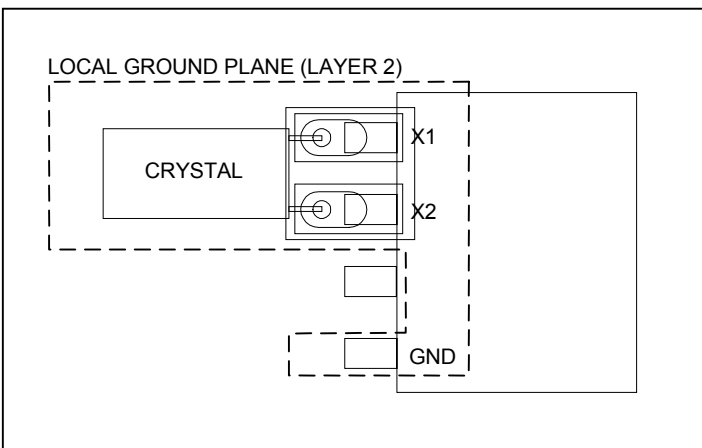 LOCAL GROUND PLANE (LAYER 2)
X1
CRYSTAL
X2
GND